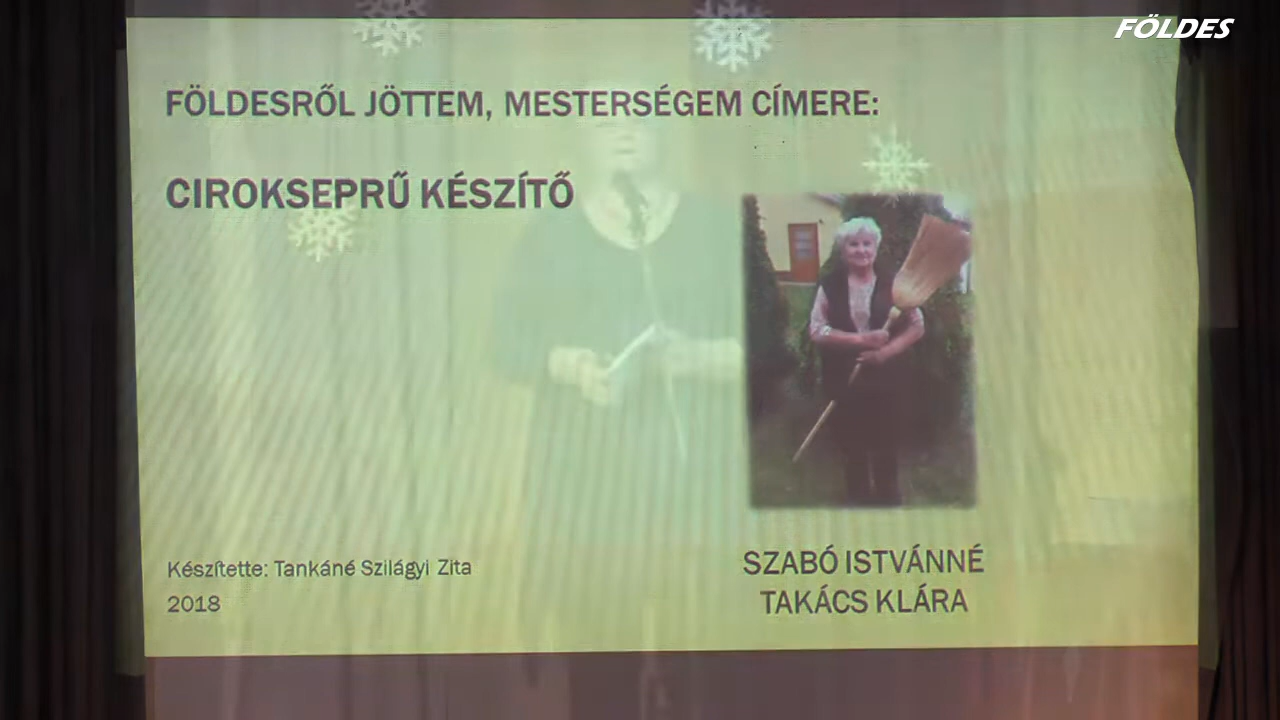 FÖLDES
FÖLDESRŐL JÖTTEM, MESTERSÉGEM CÍMERE:
CIROKSEPRŰ KÉSZÍTŐ
Készítette: Tankáné Szilágyi Zita
2018
SZABÓ ISTVÁNNÉ
TAKÁCS KLÁRA